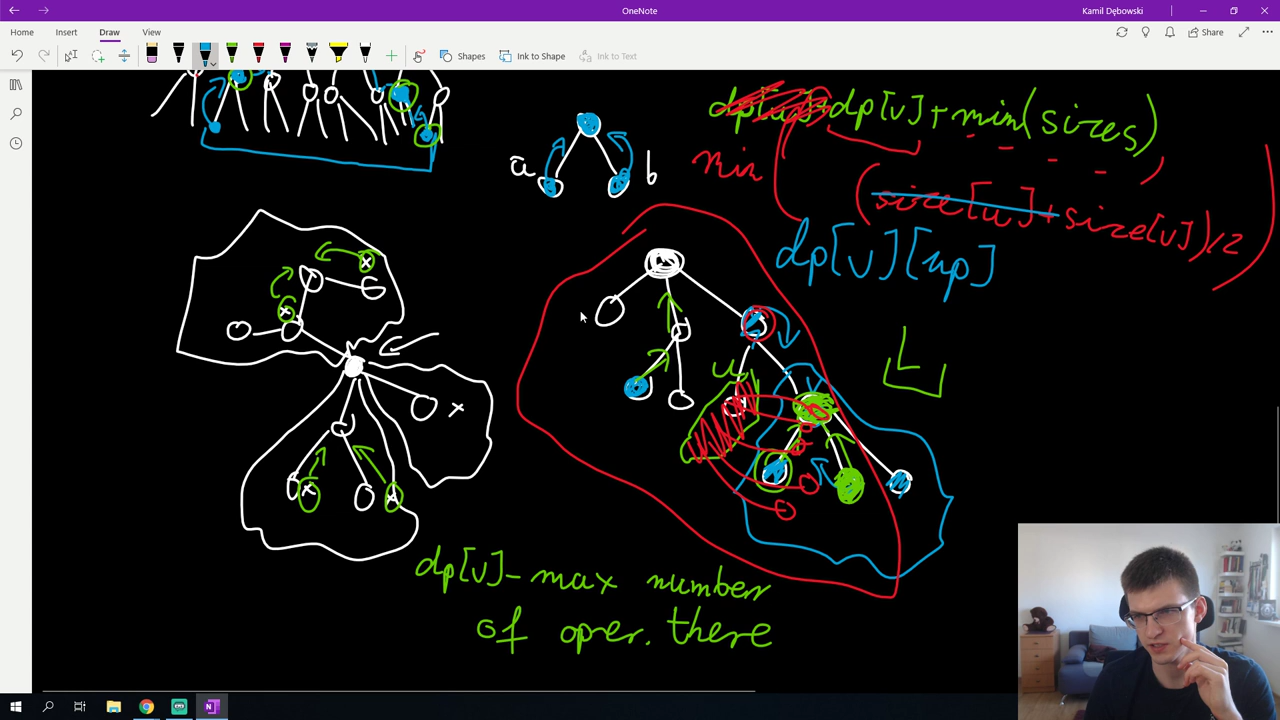 OneNote
Kamil Dębowski
Home
Insert
Draw
View
Share
Shapes
Ink to Shape
Ink to Text
dp[v]+min(sizes)
min
(size[u]+size[v])/2
a
b
dp[v][up]
u
dp[v]-max number
of oper. there